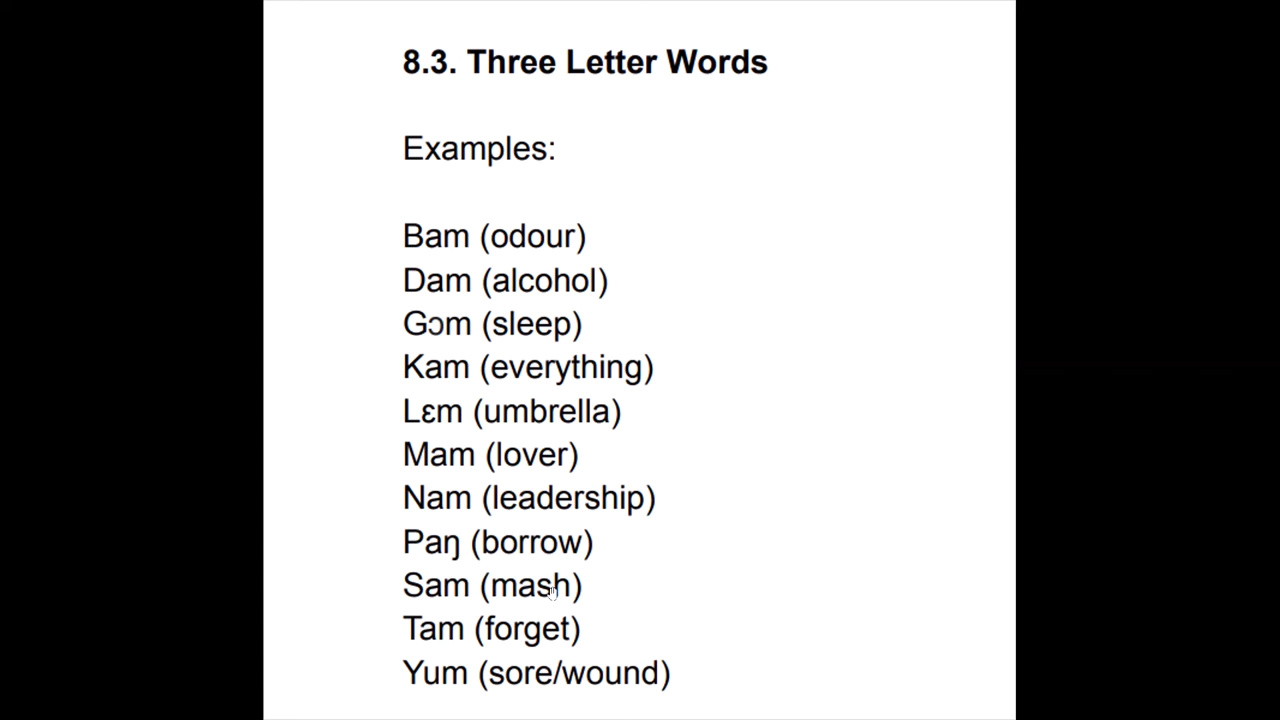 8.3. Three Letter Words
Examples:
Bam (odour)
Dam (alcohol)
Gɔm (sleep)
Kam (everything)
Lɛm (umbrella)
Mam (lover)
Nam (leadership)
Paŋ (borrow)
Sam (mash)
Tam (forget)
Yum (sore/wound)